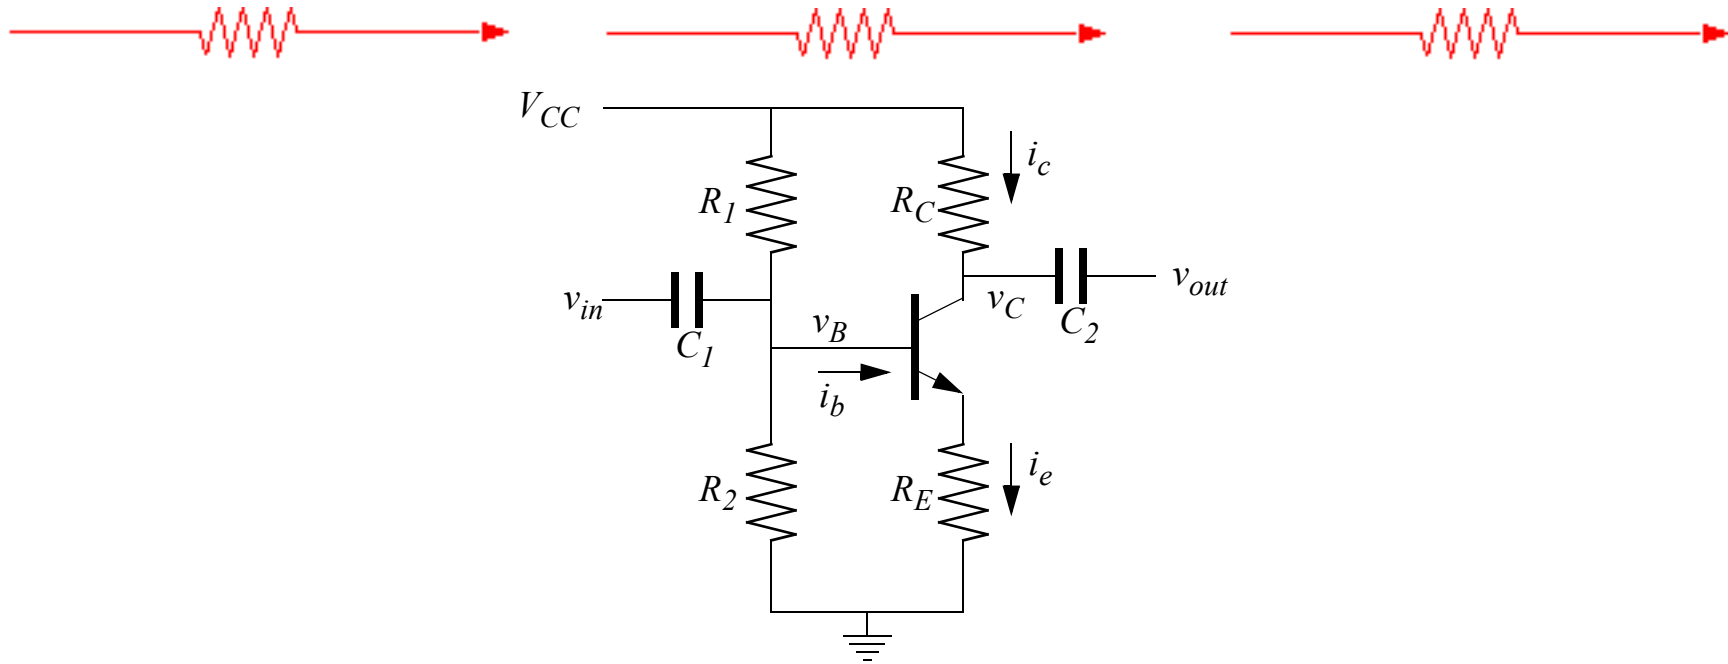 V_CC
i_c
R_1
R_C
v_in
C_1
v_B
v_C
C_2
v_out
i_b
R_2
R_E
i_e